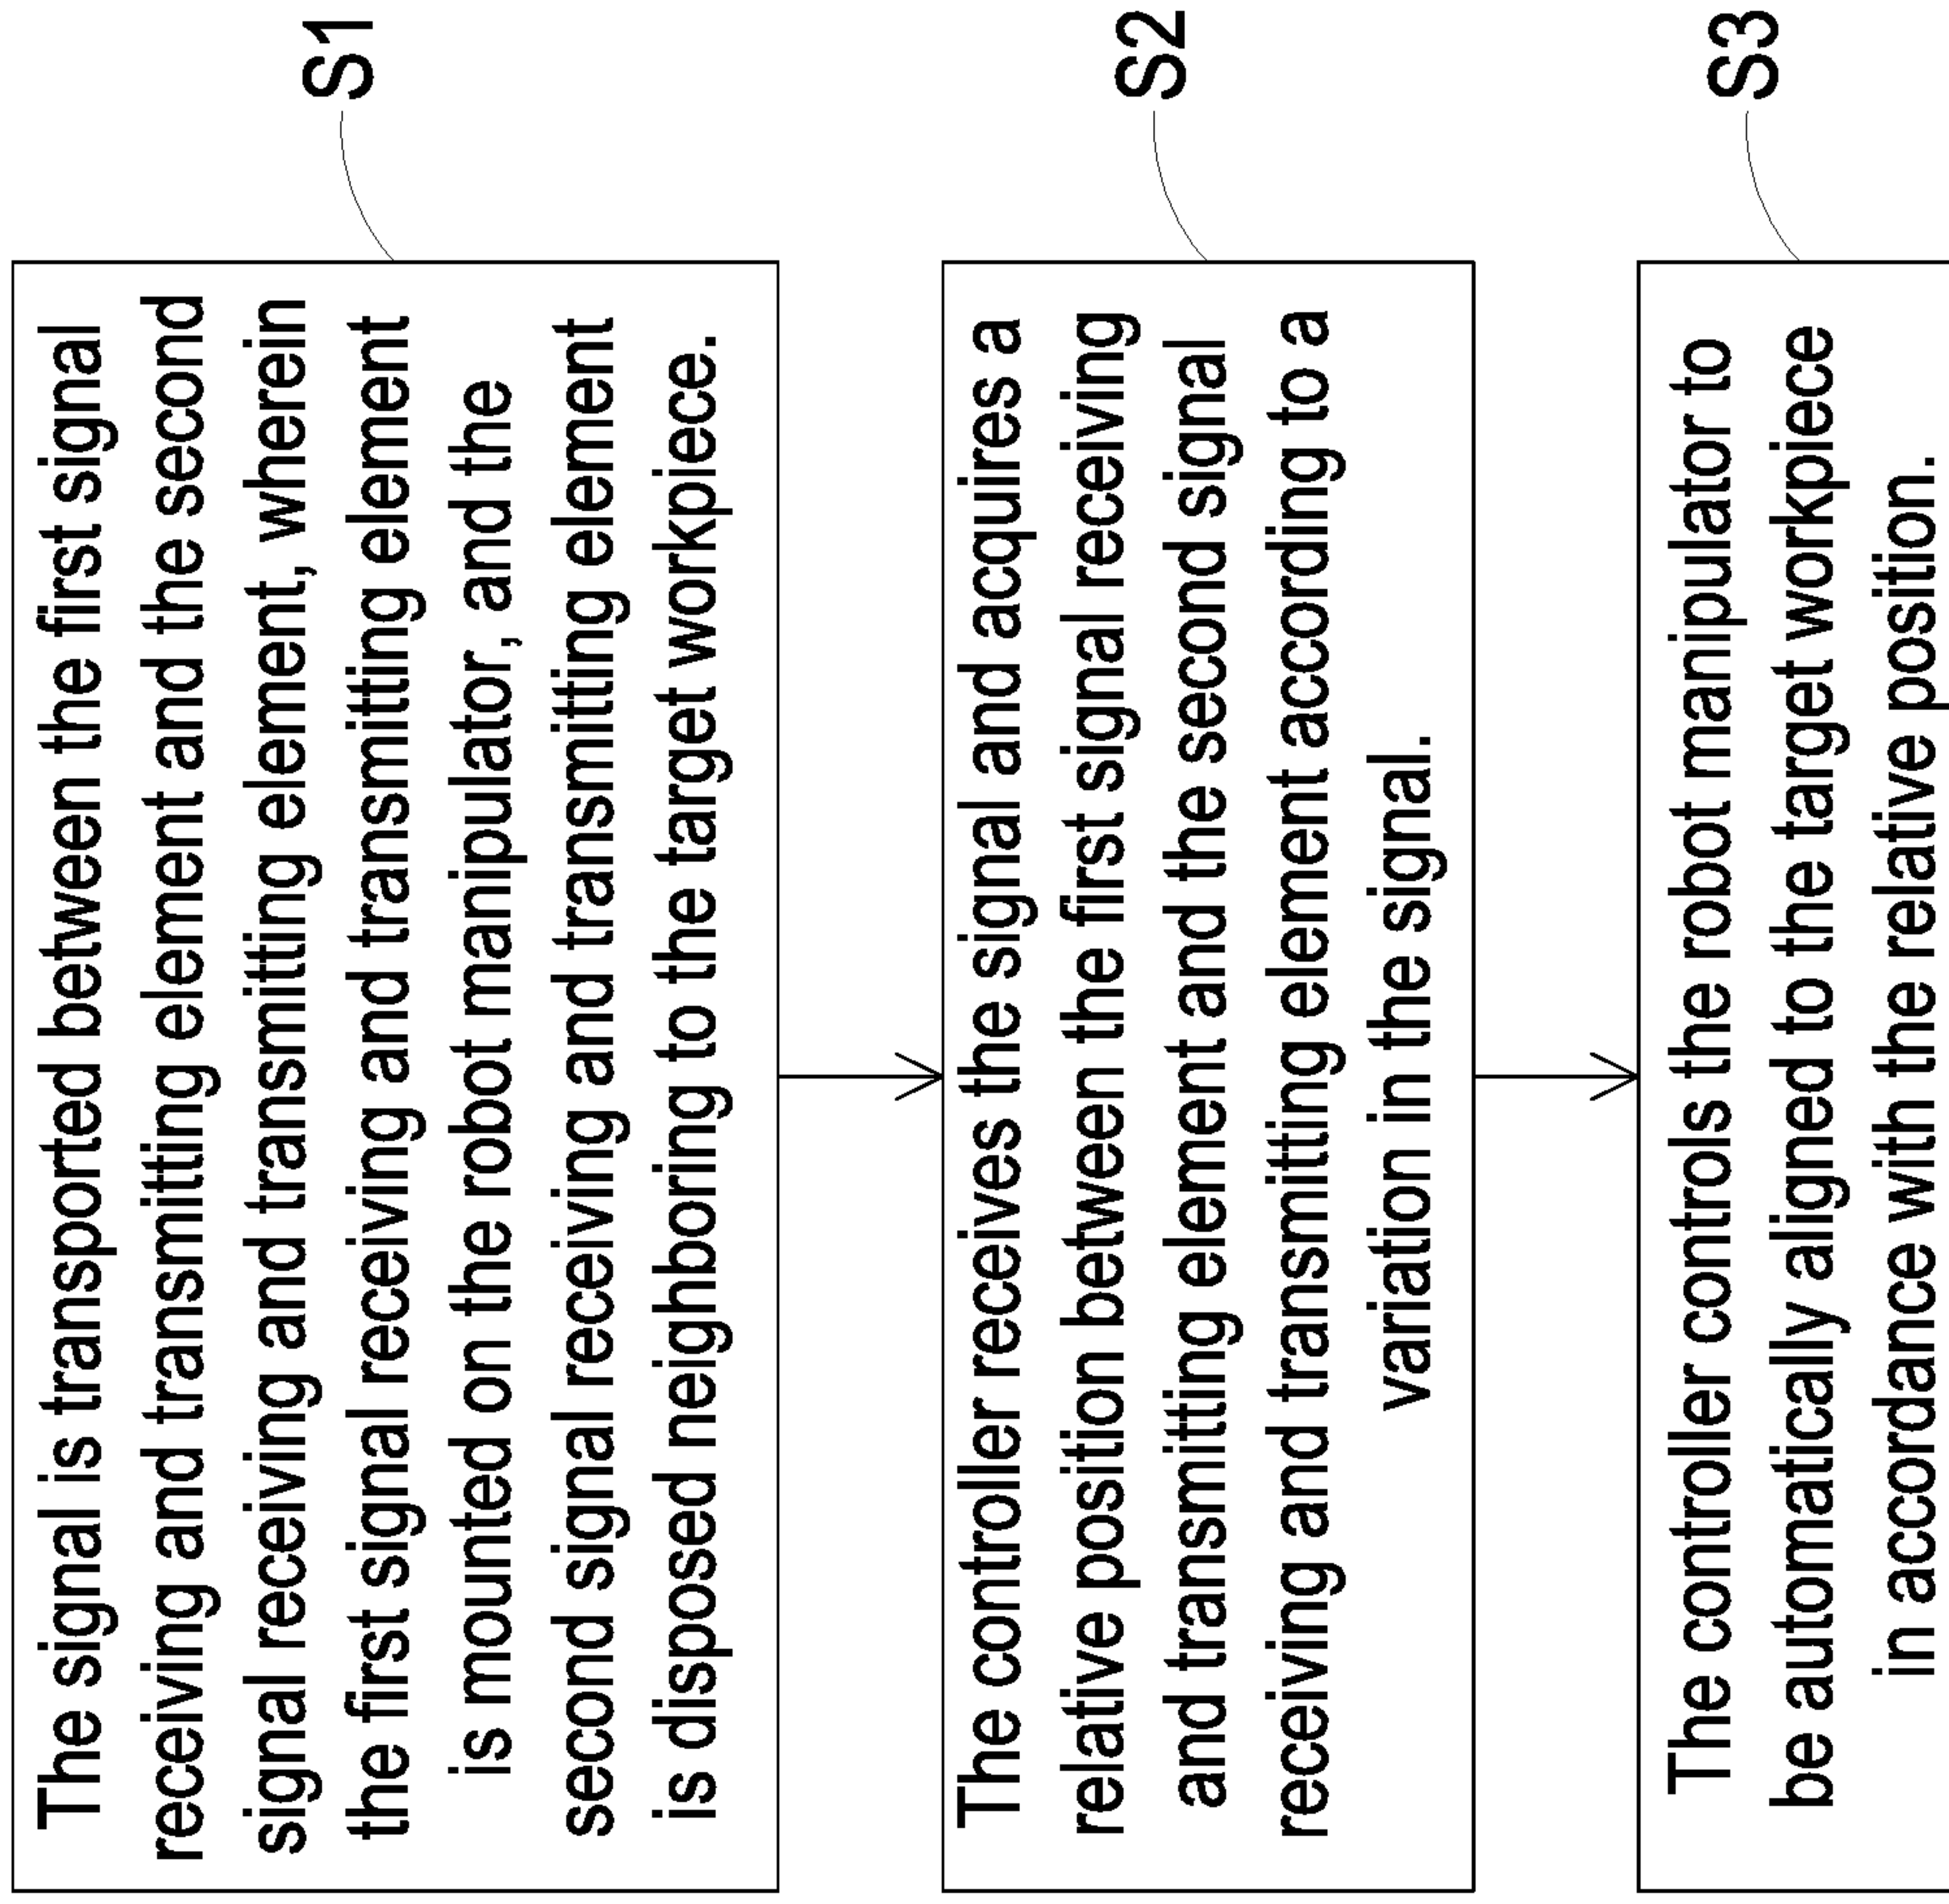 The signal is transported between the first signal
receiving and transmitting element and the second
signal receiving and transmitting element, wherein
the first signal receiving and transmitting element
is mounted on the robot manipulator, and the
second signal receiving and transmitting element
is disposed neighboring to the target workpiece.
S1
The controller receives the signal and acquires a
relative position between the first signal receiving
and transmitting element and the second signal
receiving and transmitting element according to a
variation in the signal.
S2
The controller controls the robot manipulator to
be automatically aligned to the target workpiece
in accordance with the relative position.
S3